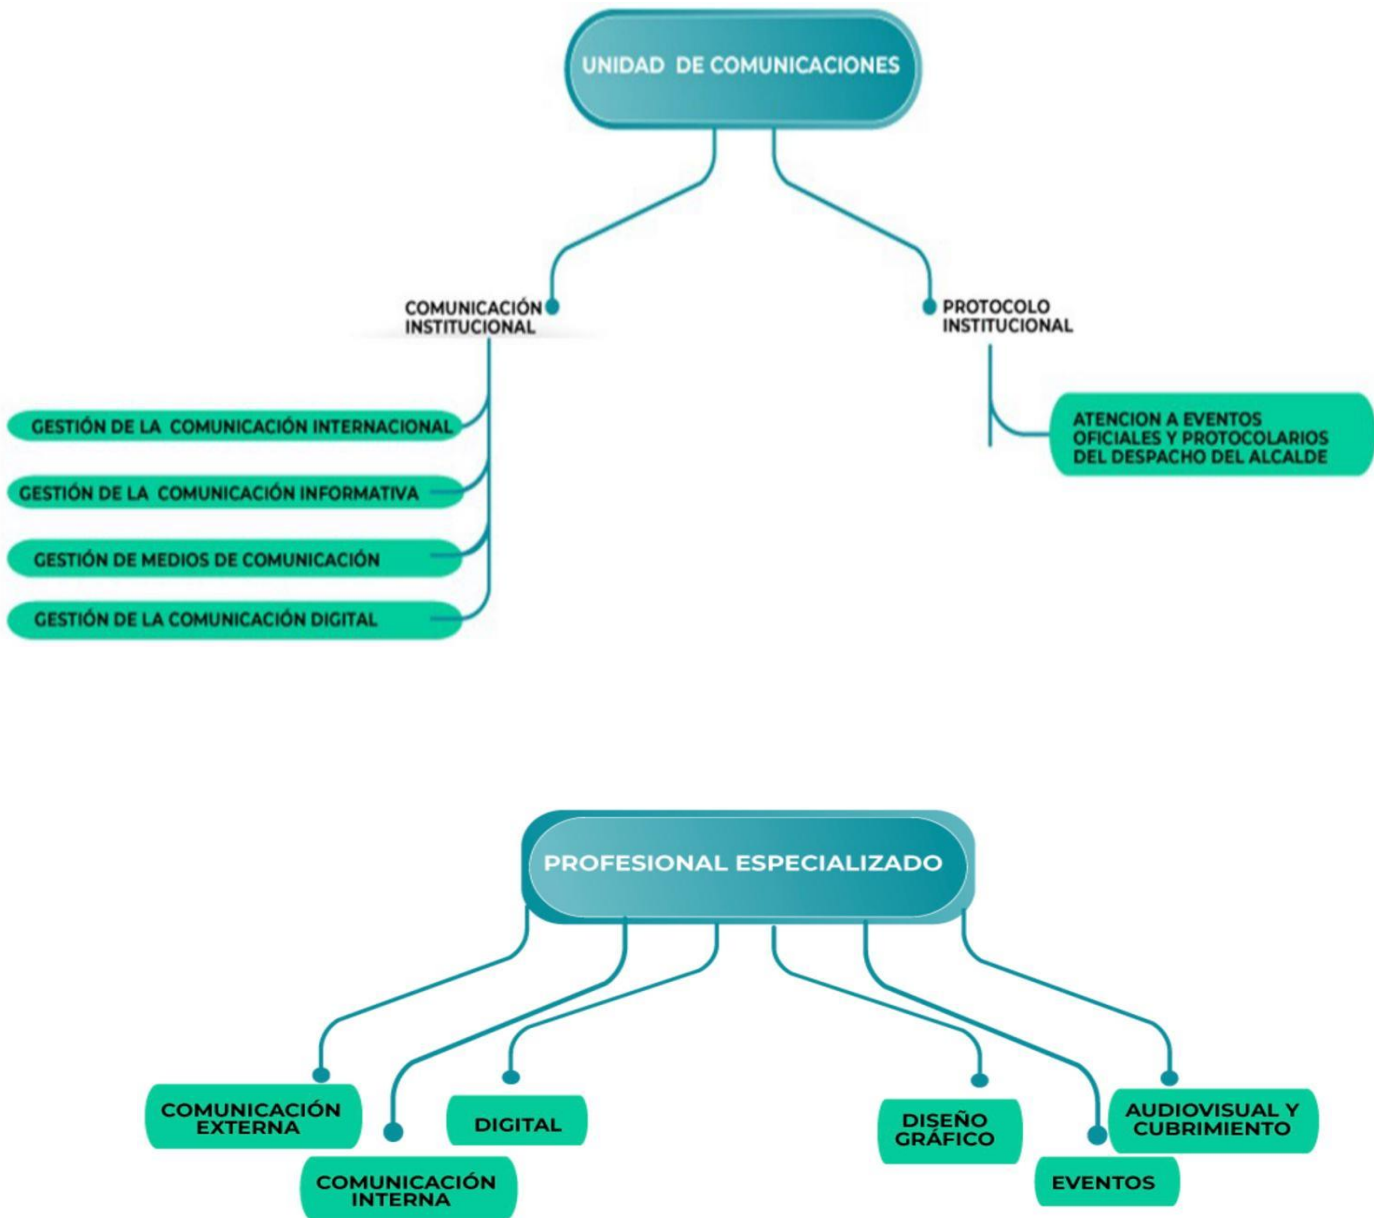 UNIDAD DE COMUNICACIONES
COMUNICACIÓN
INSTITUCIONAL
PROTOCOLO
INSTITUCIONAL
GESTIÓN DE LA COMUNICACIÓN INTERNACIONAL
GESTIÓN DE LA COMUNICACIÓN INFORMATIVA
GESTIÓN DE MEDIOS DE COMUNICACIÓN
GESTIÓN DE LA COMUNICACIÓN DIGITAL
ATENCION A EVENTOS
OFICIALES Y PROTOCOLARIOS
DEL DESPACHO DEL ALCALDE
PROFESIONAL ESPECIALIZADO
COMUNICACIÓN
EXTERNA
COMUNICACIÓN
INTERNA
DIGITAL
DISEÑO
GRÁFICO
EVENTOS
AUDIOVISUAL Y
CUBRIMIENTO